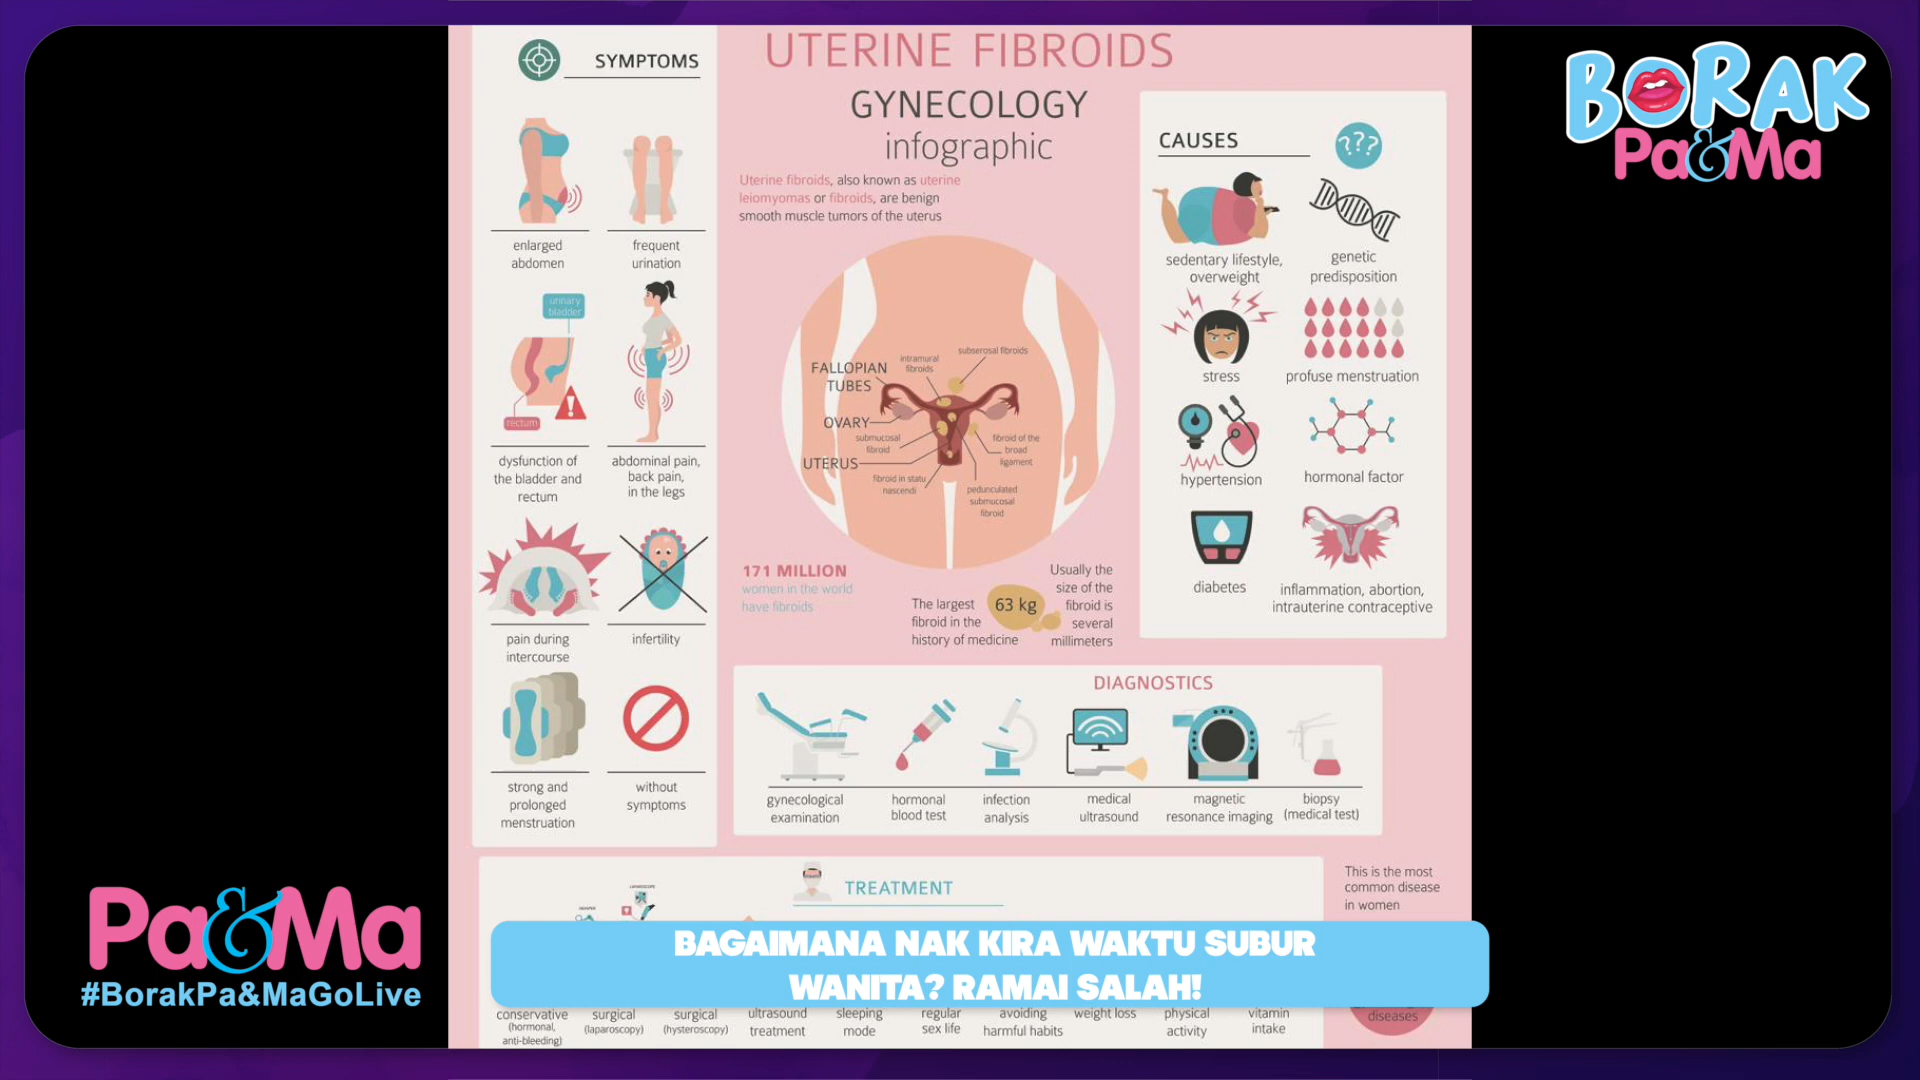 SYMPTOMS
enlarged
abdomen
frequent
urination
urinary
bladder
rectum
dysfunction of
the bladder and
rectum
abdominal pain,
back pain,
in the legs
pain during
intercourse
infertility
strong and
prolonged
menstruation
without
symptoms
UTERINE FIBROIDS
GYNECOLOGY
infographic
Uterine fibroids, also known as uterine
leiomyomas or fibroids, are benign
smooth muscle tumors of the uterus
FALLOPIAN
TUBES
intramural
fibroids
subserosal fibroids
OVARY
submucosal
fibroid
UTERUS
fibroid in statu
nascendi
fibroid of the
broad
ligament
pedunculated
submucosal
fibroid
171 MILLION
women in the world
have fibroids
The largest
fibroid in the
history of medicine
63 kg
Usually the
size of the
fibroid is
several
millimeters
CAUSES
???
sedentary lifestyle,
overweight
genetic
predisposition
stress
profuse menstruation
hypertension
hormonal factor
diabetes
inflammation, abortion,
intrauterine contraceptive
DIAGNOSTICS
gynecological
examination
hormonal
blood test
infection
analysis
medical
ultrasound
magnetic
resonance imaging
biopsy
(medical test)
TREATMENT
This is the most
common disease
in women
diseases
conservative
(hormonal,
anti-bleeding)
surgical
(laparoscopy)
surgical
(hysteroscopy)
ultrasound
treatment
sleeping
mode
regular
sex life
avoiding
harmful habits
weight loss
physical
activity
vitamin
intake
BORAK
Pa&Ma
Pa&Ma
#BorakPa&MaGoLive
BAGAIMANA NAK KIRA WAKTU SUBUR
WANITA? RAMAI SALAH!